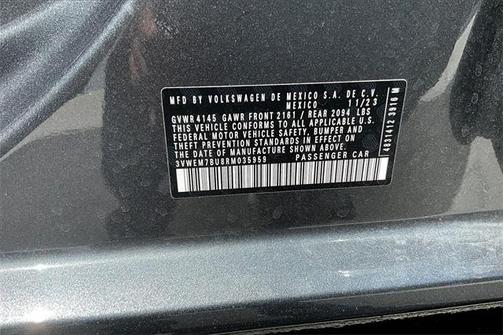 MFD BY VOLKSWAGEN DE MEXICO S.A. DE C.V.
MEXICO 11/23
GVWR 4145 GAWR FRONT 2161 / REAR 2094 LBS
THIS VEHICLE CONFORMS TO ALL APPLICABLE U.S.
FEDERAL MOTOR VEHICLE SAFETY, BUMPER AND
THEFT PREVENTION STANDARDS IN EFFECT ON
THE DATE OF MANUFACTURE SHOWN ABOVE.
3VWEM7BU8RM035959 PASSENGER CAR
4831412 3916 M